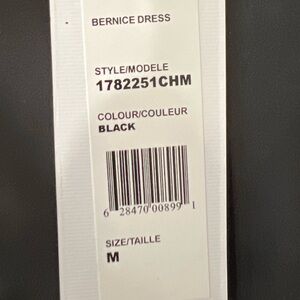 BERNICE DRESS
STYLE/MODELE
1782251CHM
COLOUR/COULEUR
BLACK
6 28470 00899 1
SIZE/TAILLE
M